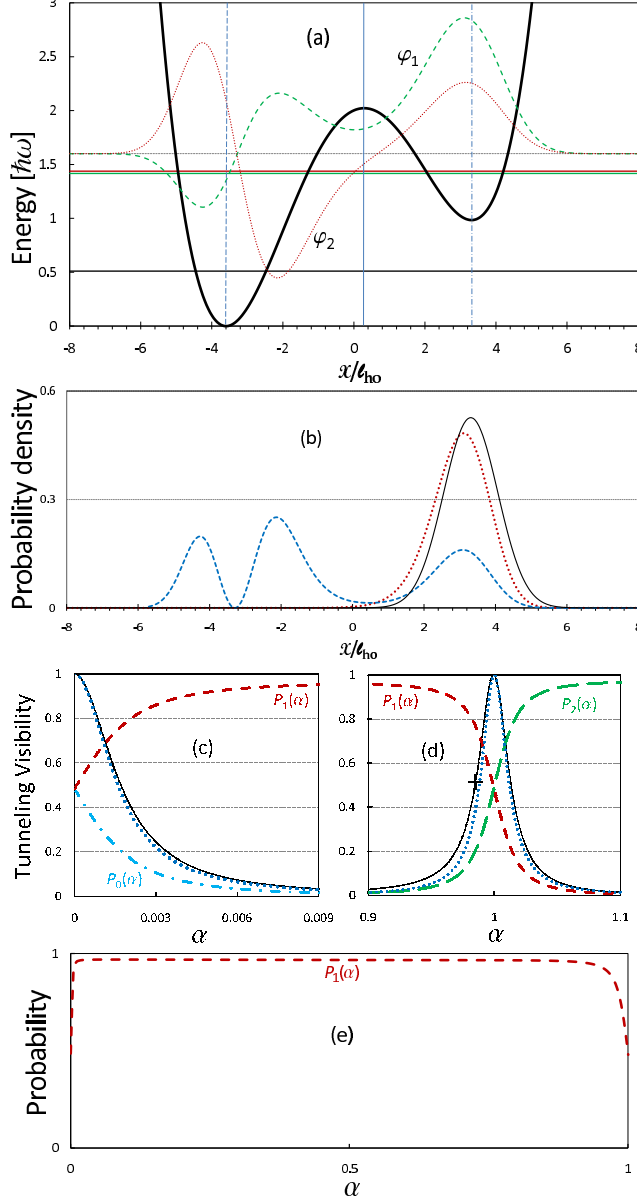 3
(a)
φ1
2.5
2
Energy [ħω]
1.5
1
φ2
0.5
0
-8 -6 -4 -2 0 2 4 6 8
x/ℓho
0.6
(b)
Probability density
0.3
0
-8 -6 -4 -2 0 2 4 6 8
x/ℓho
1
P1(α)
0.8
(c)
0.6
Tunneling Visibility
0.4
0.2
P0(α)
0
0 0.003 0.006 0.009
α
1
P1(α) P2(α)
0.8
(d)
0.6
0.4
0.2
0
0.9 1 1.1
α
1
P1(α)
Probability
(e)
0
0 0.5 1
α